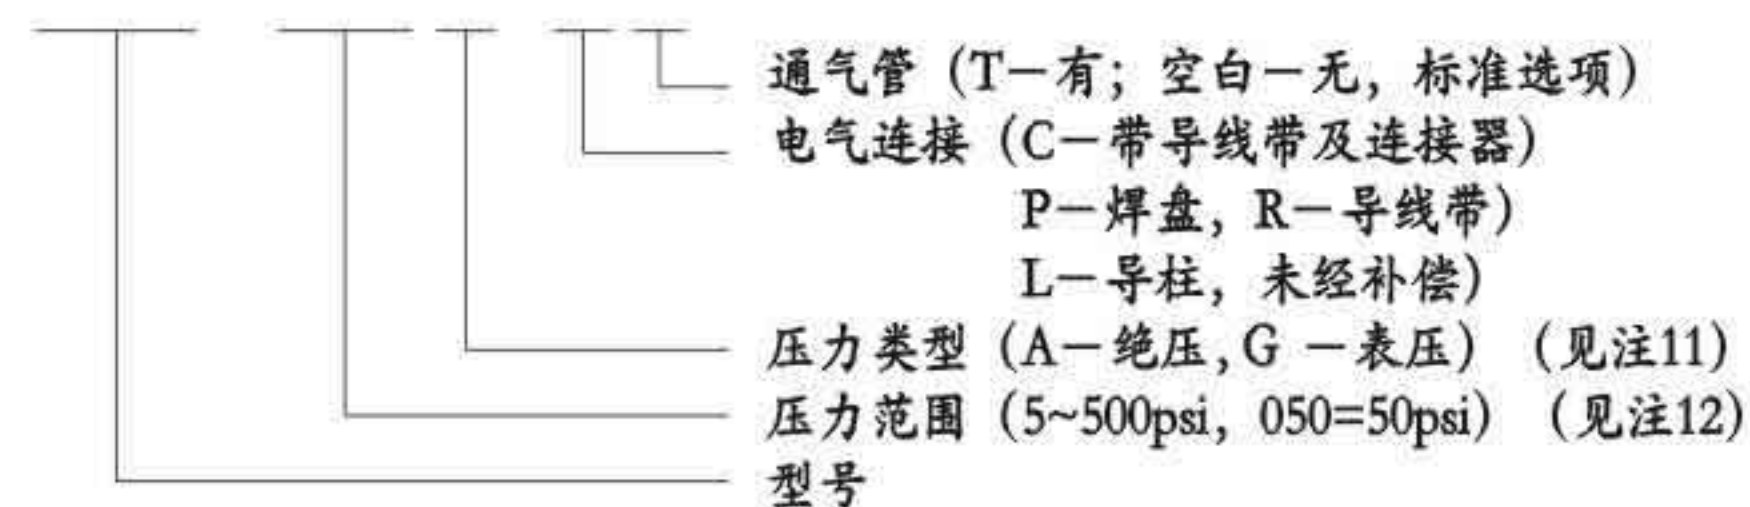 通气管（T－有；空白－无，标准选项）
电气连接（C－带导线带及连接器）
P－焊盘，R－导线带）
L－导柱，未经补偿）
压力类型（A－绝压,G －表压）（见注11）
压力范围（5~500psi，050=50psi）（见注12）
型号